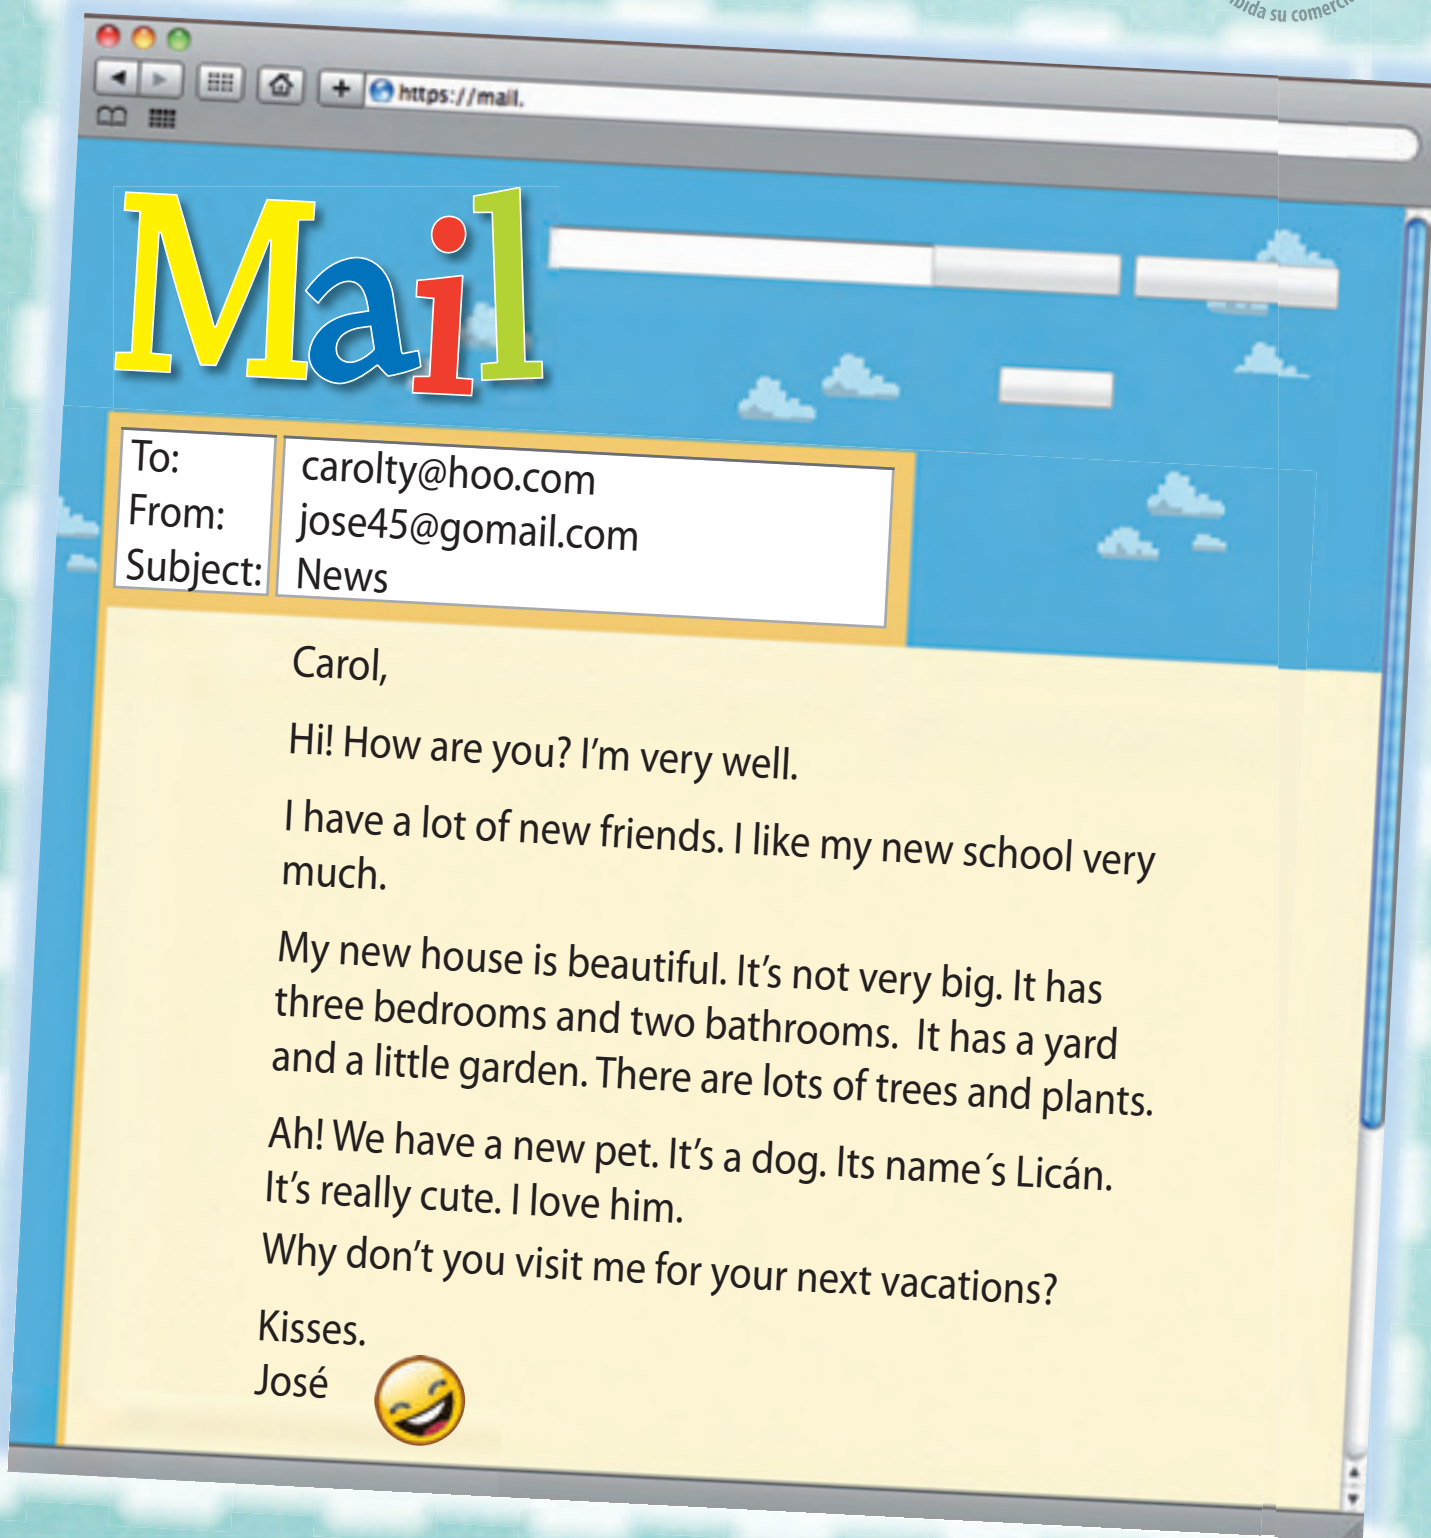 su comerc
https://mail.
Mail
To: carolty@hoo.com
From: jose45@gomail.com
Subject: News
Carol,
Hi! How are you? I'm very well.
I have a lot of new friends. I like my new school very
much.
My new house is beautiful. It's not very big. It has
three bedrooms and two bathrooms.  It has a yard
and a little garden. There are lots of trees and plants.
Ah! We have a new pet. It's a dog. Its name´s Licán.
It's really cute. I love him.
Why don't you visit me for your next vacations?
Kisses.
José